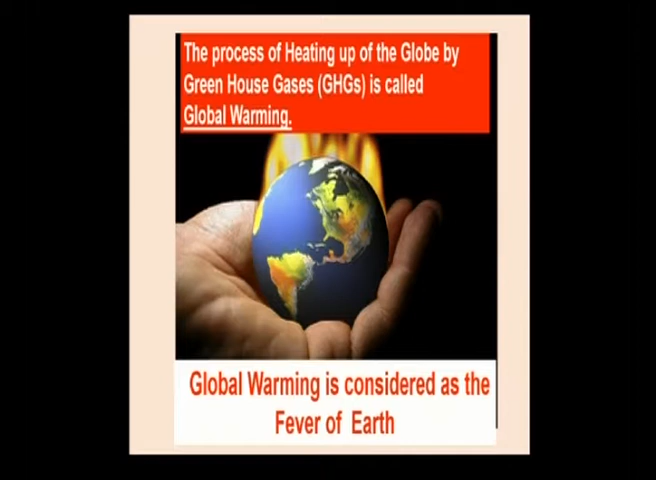 The process of Heating up of the Globe by
Green House Gases (GHGs) is called
Global Warming.
Global Warming is considered as the
Fever of Earth